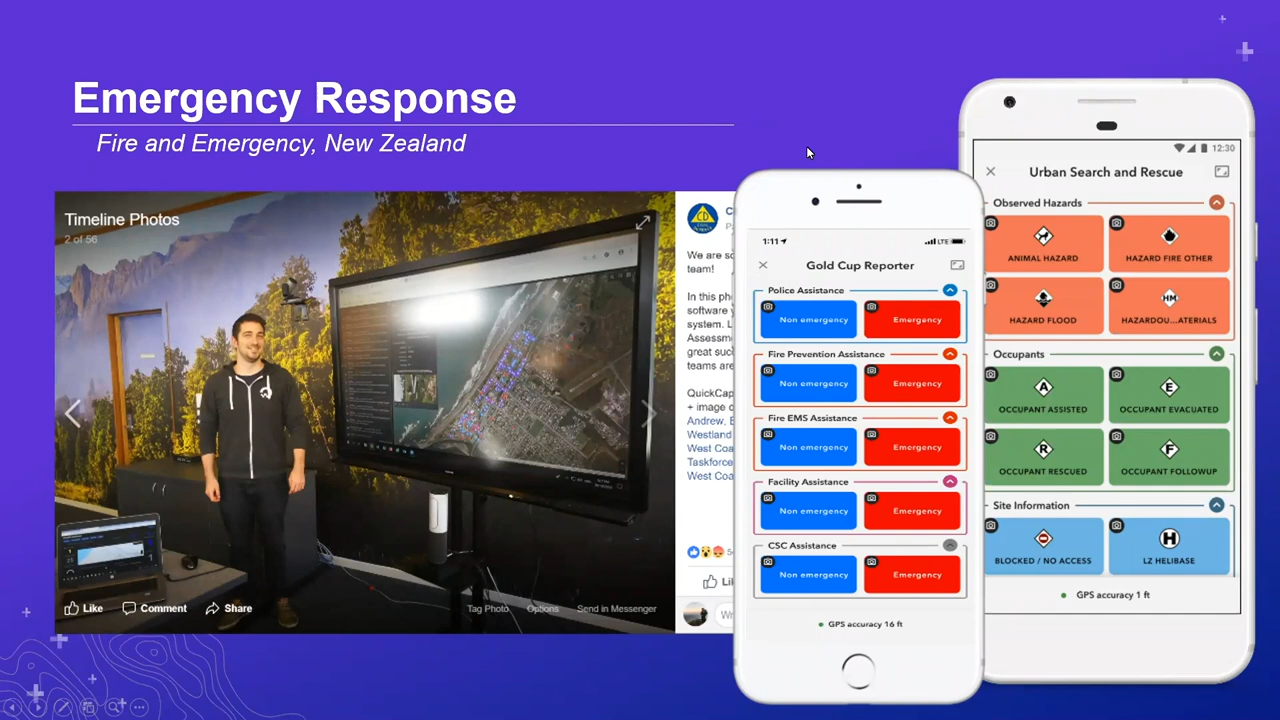 Emergency Response
Fire and Emergency, New Zealand
Timeline Photos
2 of 56
CD
C
We are so
team!
In this ph
software y
system. L
Assessm
great suc
teams are
QuickCap
+ image o
Andrew, E
Westland
West Coa
Taskforce
West Coa
Like
Comment
Share
Tag Photo
Options
Send in Messenger
Lil
Wr
1:11
LTE
Gold Cup Reporter
Police Assistance
Non emergency
Emergency
Fire Prevention Assistance
Non emergency
Emergency
Fire EMS Assistance
Non emergency
Emergency
Facility Assistance
Non emergency
Emergency
CSC Assistance
Non emergency
Emergency
GPS accuracy 16 ft
12:30
Urban Search and Rescue
Observed Hazards
ANIMAL HAZARD
HAZARD FIRE OTHER
HAZARD FLOOD
HM
HAZARDOU...ATERIALS
Occupants
A
OCCUPANT ASSISTED
E
OCCUPANT EVACUATED
R
OCCUPANT RESCUED
F
OCCUPANT FOLLOWUP
Site Information
BLOCKED / NO ACCESS
H
LZ HELIBASE
GPS accuracy 1 ft